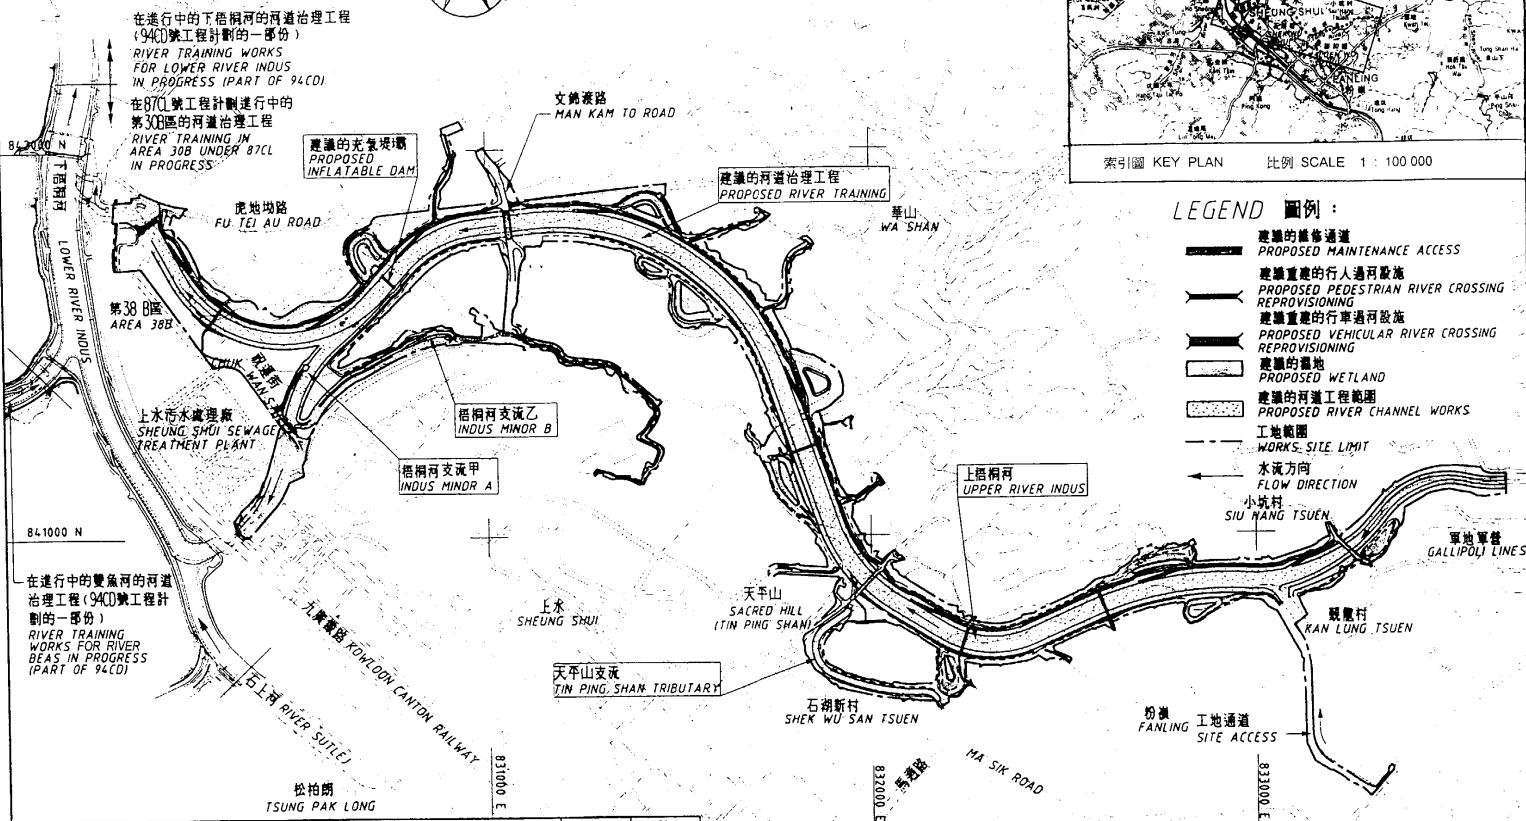 在進行中的下梧桐河的河道治理工程
(94CD號工程計劃的一部份)
RIVER TRAINING WORKS
FOR LOWER RIVER INDUS
IN PROGRESS (PART OF 94CD)
在87CL號工程計劃進行中的
第30B區的河道治理工程
RIVER TRAINING IN
AREA 30B UNDER 87CL
IN PROGRESS
下梧桐河
LOWER RIVER INDUS
虎地坳路
FU TEI AU ROAD
建議的充氣堤壩
PROPOSED
INFLATABLE DAM
文錦渡路
MAN KAM TO ROAD
建議的河道治理工程
PROPOSED RIVER TRAINING
華山
WA SHAN
第38 B區
AREA 38B
上水污水處理廠
SHEUNG SHUI SEWAGE
TREATMENT PLANT
梧桐河支流乙
INDUS MINOR B
梧桐河支流甲
INDUS MINOR A
上梧桐河
UPPER RIVER INDUS
841000 N
在進行中的雙魚河的河道
治理工程(94CD號工程計
劃的一部份)
RIVER TRAINING
WORKS FOR RIVER
BEAS IN PROGRESS
(PART OF 94CD)
九廣鐵路 KOWLOON CANTON RAILWAY
石上河 RIVER SUTLEJ
上水
SHEUNG SHUI
天平山
SACRED HILL
(TIN PING SHAN)
天平山支流
TIN PING SHAN TRIBUTARY
石湖新村
SHEK WU SAN TSUEN
松柏朗
TSUNG PAK LONG
831000 E
832000 E
833000 E
馬適路
MA SIK ROAD
粉嶺
FANLING
工地通道
SITE ACCESS
KAN LUNG TSUEN
軍地軍營
GALLIPOLI LINES
小坑村
SIU HANG TSUEN
SHEUNG SHUI
FANLING
索引圖 KEY PLAN 比例 SCALE 1 : 100 000
LEGEND 圖例:
建議的維修通道
PROPOSED MAINTENANCE ACCESS
建議重建的行人過河設施
PROPOSED PEDESTRIAN RIVER CROSSING
REPROVISIONING
建議重建的行車過河設施
PROPOSED VEHICULAR RIVER CROSSING
REPROVISIONING
建議的濕地
PROPOSED WETLAND
建議的河道工程範圍
PROPOSED RIVER CHANNEL WORKS
工地範圍
WORKS SITE LIMIT
水流方向
FLOW DIRECTION